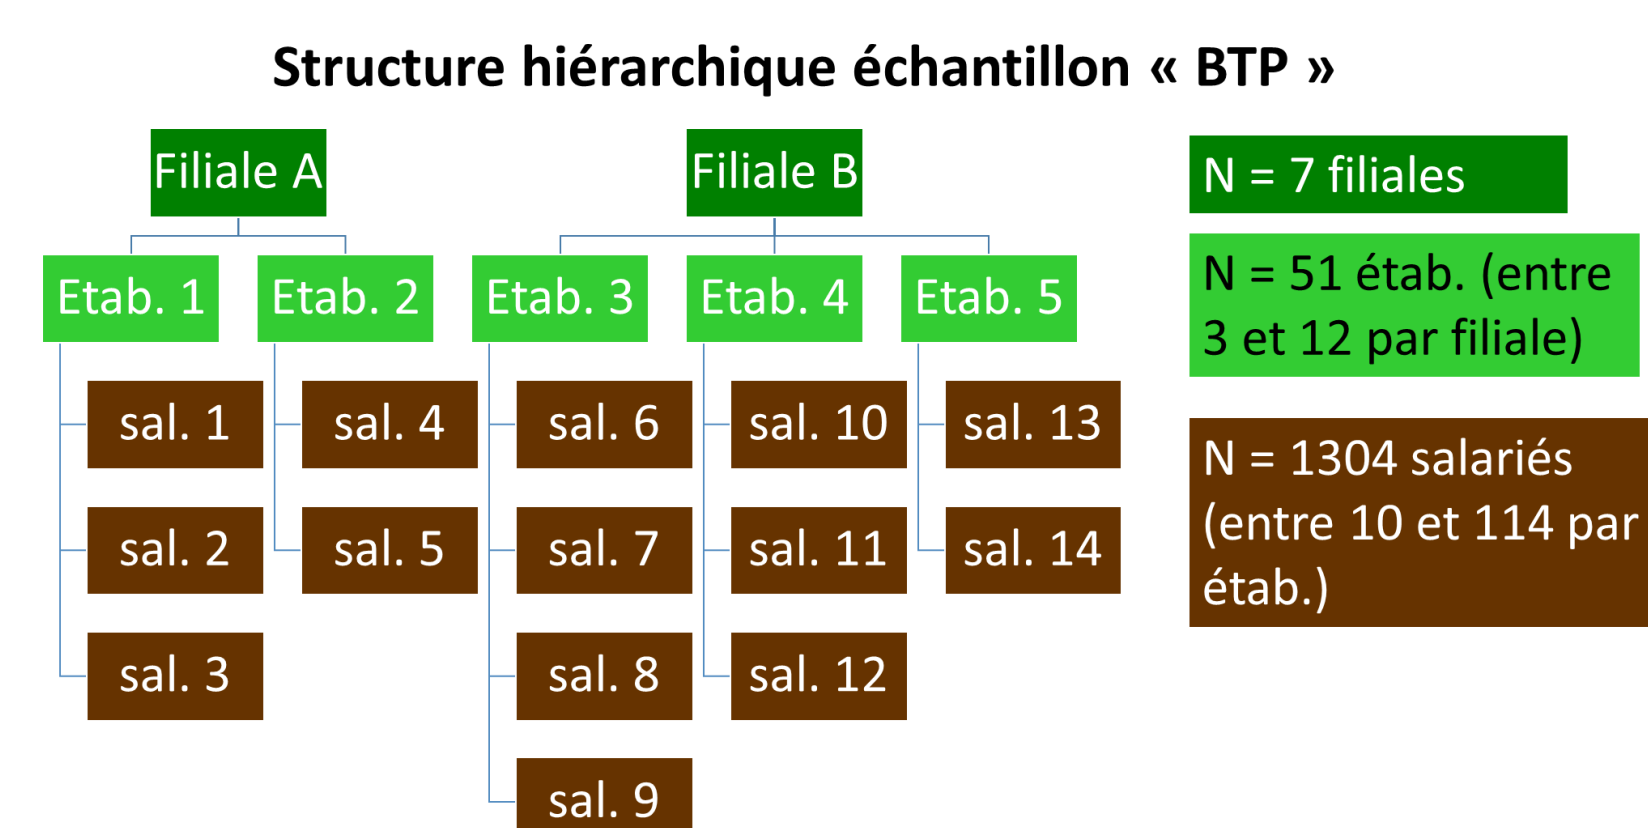 Structure hiérarchique échantillon « BTP »
Filiale A
Filiale B
Etab. 1
Etab. 2
Etab. 3
Etab. 4
Etab. 5
sal. 1
sal. 4
sal. 6
sal. 10
sal. 13
sal. 2
sal. 5
sal. 7
sal. 11
sal. 14
sal. 3
sal. 8
sal. 12
sal. 9
N = 7 filiales
N = 51 étab. (entre
3 et 12 par filiale)
N = 1304 salariés
(entre 10 et 114 par
étab.)